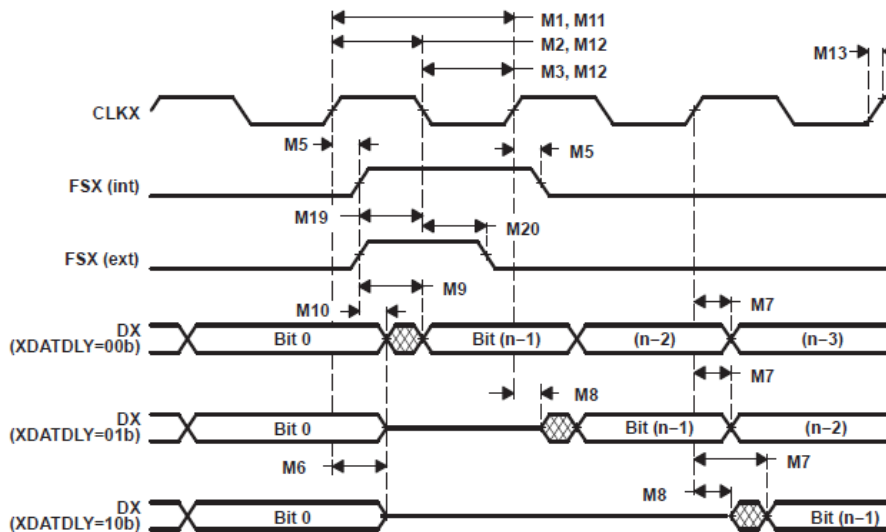 M1, M11
M2, M12
M13
M3, M12
CLKX
M5
M5
FSX (int)
M19
M20
FSX (ext)
M9
M10
M7
DX
(XDATDLY=00b)
Bit 0
Bit (n−1)
(n−2)
(n−3)
M7
M8
DX
(XDATDLY=01b)
Bit 0
Bit (n−1)
(n−2)
M6
M7
M8
DX
(XDATDLY=10b)
Bit 0
Bit (n−1)